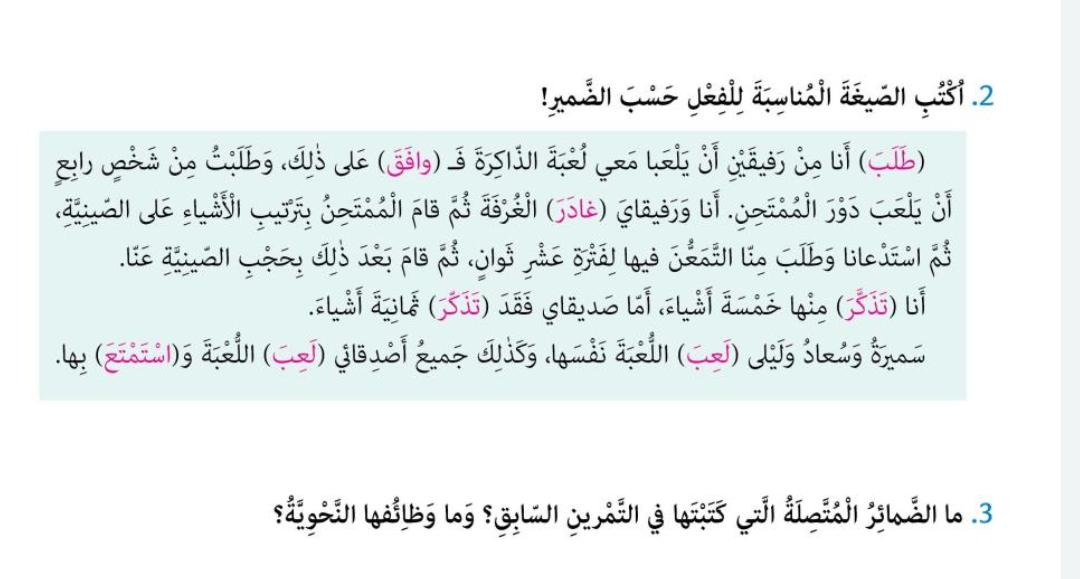 2. اُكْتُبِ الصّيغَةَ الْمُناسِبَةَ لِلْفِعْلِ حَسْبَ الضَّميرِ!
(طَلَبَ) أَنا مِنْ رَفيقَيْنِ أَنْ يَلْعَبا مَعي لُعْبَةَ الذّاكِرَةَ فَـ (وافَقَ) عَلى ذٰلِكَ، وَطَلَبْتُ مِنْ شَخْصٍ رابِعٍ
أَنْ يَلْعَبَ دَوْرَ الْمُمْتَحِنِ. أَنا وَرَفيقايَ (غادَرَ) الْغُرْفَةَ ثُمَّ قامَ الْمُمْتَحِنُ بِتَرْتيبِ الْأَشْياءِ عَلى الصّينِيَّةِ،
ثُمَّ اسْتَدْعانا وَطَلَبَ مِنّا التَّمَعُّنَ فيها لِفَتْرَةِ عَشْرِ ثَوانٍ، ثُمَّ قامَ بَعْدَ ذٰلِكَ بِحَجْبِ الصّينِيَّةِ عَنّا.
أَنا (تَذَكَّرَ) مِنْها خَمْسَةَ أَشْياءَ، أَمّا صَديقاي فَقَدَ (تَذَكَّرَ) ثَمانِيَةَ أَشْياءَ.
سَميرَةُ وَسُعادُ وَلَيْلى (لَعِبَ) اللُّعْبَةَ نَفْسَها، وَكَذٰلِكَ جَميعُ أَصْدِقائي (لَعِبَ) اللُّعْبَةَ وَ(اسْتَمْتَعَ) بِها.
3. ما الضَّمائِرُ الْمُتَّصِلَةُ الَّتي كَتَبْتَها في التَّمْرينِ السّابِقِ؟ وَما وَظائِفُها النَّحْوِيَّةُ؟